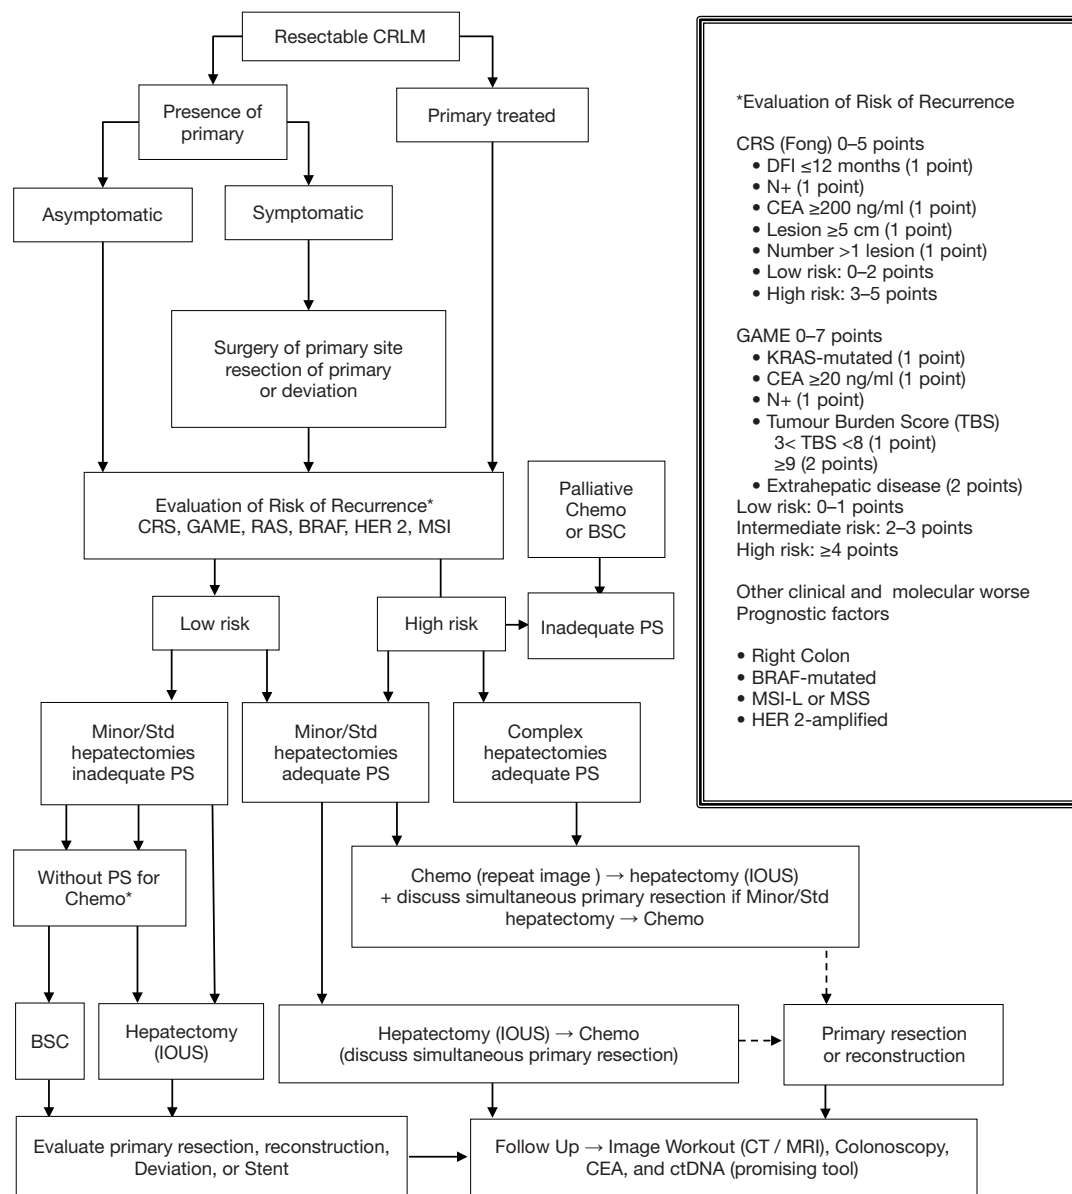 Resectable CRLM
Presence of
primary
Primary treated
Asymptomatic
Symptomatic
Surgery of primary site
resection of primary
or deviation
Evaluation of Risk of Recurrence*
CRS, GAME, RAS, BRAF, HER 2, MSI
Palliative
Chemo
or BSC
Low risk
High risk
Inadequate PS
Minor/Std
hepatectomies
inadequate PS
Minor/Std
hepatectomies
adequate PS
Complex
hepatectomies
adequate PS
Without PS for
Chemo*
Chemo (repeat image ) → hepatectomy (IOUS)
+ discuss simultaneous primary resection if Minor/Std
hepatectomy → Chemo
BSC
Hepatectomy
(IOUS)
Hepatectomy (IOUS) → Chemo
(discuss simultaneous primary resection)
Primary resection
or reconstruction
Evaluate primary resection, reconstruction,
Deviation, or Stent
Follow Up → Image Workout (CT / MRI), Colonoscopy,
CEA, and ctDNA (promising tool)
*Evaluation of Risk of Recurrence
CRS (Fong) 0–5 points
• DFI ≤12 months (1 point)
• N+ (1 point)
• CEA ≥200 ng/ml (1 point)
• Lesion ≥5 cm (1 point)
• Number >1 lesion (1 point)
• Low risk: 0–2 points
• High risk: 3–5 points
GAME 0–7 points
• KRAS-mutated (1 point)
• CEA ≥20 ng/ml (1 point)
• N+ (1 point)
• Tumour Burden Score (TBS)
3< TBS <8 (1 point)
≥9 (2 points)
• Extrahepatic disease (2 points)
Low risk: 0–1 points
Intermediate risk: 2–3 points
High risk: ≥4 points
Other clinical and molecular worse
Prognostic factors
• Right Colon
• BRAF-mutated
• MSI-L or MSS
• HER 2-amplified